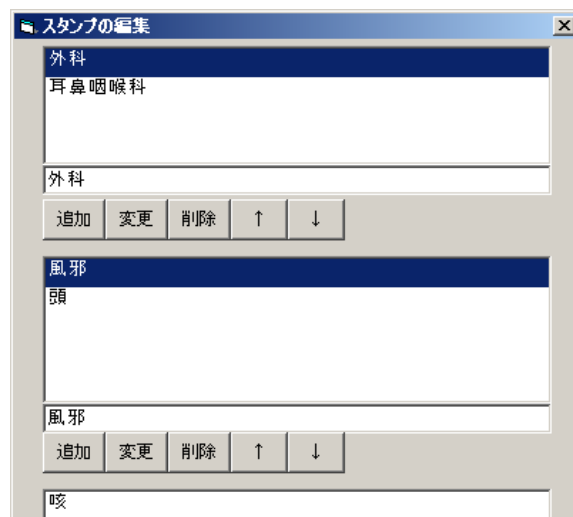 スタンプの編集
外科
耳鼻咽喉科
外科
追加 変更 削除 ↑ ↓
風邪
頭
風邪
追加 変更 削除 ↑ ↓
咳